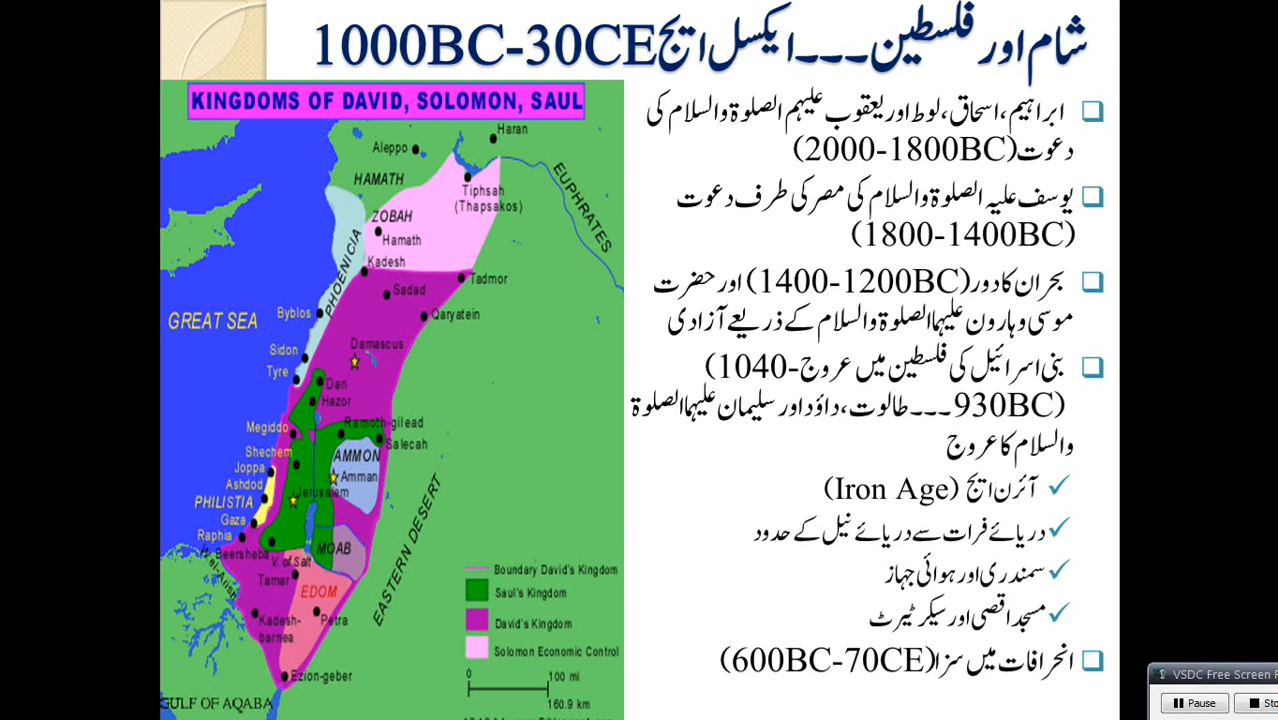 شام اور فلسطین۔۔۔ایکسل ایج 1000BC-30CE
KINGDOMS OF DAVID, SOLOMON, SAUL
Haran
Aleppo
HAMATH
Tiphsah
(Thapsakos)
EUPHRATES
ZOBAH
Hamath
PHOENICIA
Kadesh
Tadmor
Sadad
GREAT SEA
Byblos
Qaryatein
Damascus
Sidon
Tyre
Dan
Hazor
Megiddo
Ramoth-gilead
Salecah
Shechem
AMMON
Joppa
Amman
Ashdod
Jerusalem
PHILISTIA
Gaza
Raphia
Beersheba
MOAB
V. of Salt
EASTERN DESERT
Tamar
EDOM
Kadesh-
barnea
Petra
Ezion-geber
GULF OF AQABA
Boundary David's Kingdom
Saul's Kingdom
David's Kingdom
Solomon Economic Control
0
100 mi
160.9 km
ابراہیم، اسحاق، لوط اور یعقوب علیہم الصلوۃ والسلام کی
دعوت (2000-1800BC)
یوسف علیہ الصلوۃ والسلام کی مصر کی طرف دعوت
(1800-1400BC)
بحران کا دور (1400-1200BC) اور حضرت
موسی وہارون علیہما الصلوۃ والسلام کے ذریعے آزادی
بنی اسرائیل کی فلسطین میں عروج (1040-
930BC)۔۔۔طالوت، داؤد اور سلیمان علیہما الصلوۃ
والسلام کا عروج
آئرن ایج (Iron Age)
دریائے فرات سے دریائے نیل کے حدود
سمندری اور ہوائی جہاز
مسجد اقصی اور سیکرٹیرٹ
انحرافات میں سزا (600BC-70CE)
VSDC Free Screen
Pause